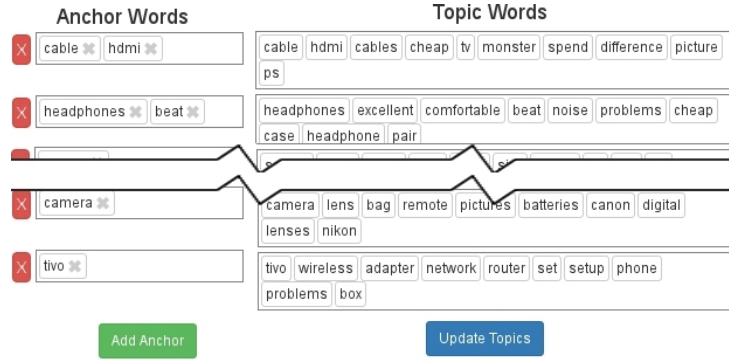 Anchor Words Topic Words
X cable ✖ hdmi ✖ cable hdmi cables cheap tv monster spend difference picture
ps
X headphones ✖ beat ✖ headphones excellent comfortable beat noise problems cheap
case headphone pair
X camera ✖ camera lens bag remote pictures batteries canon digital
lenses nikon
X tivo ✖ tivo wireless adapter network router set setup phone
problems box
Add Anchor Update Topics